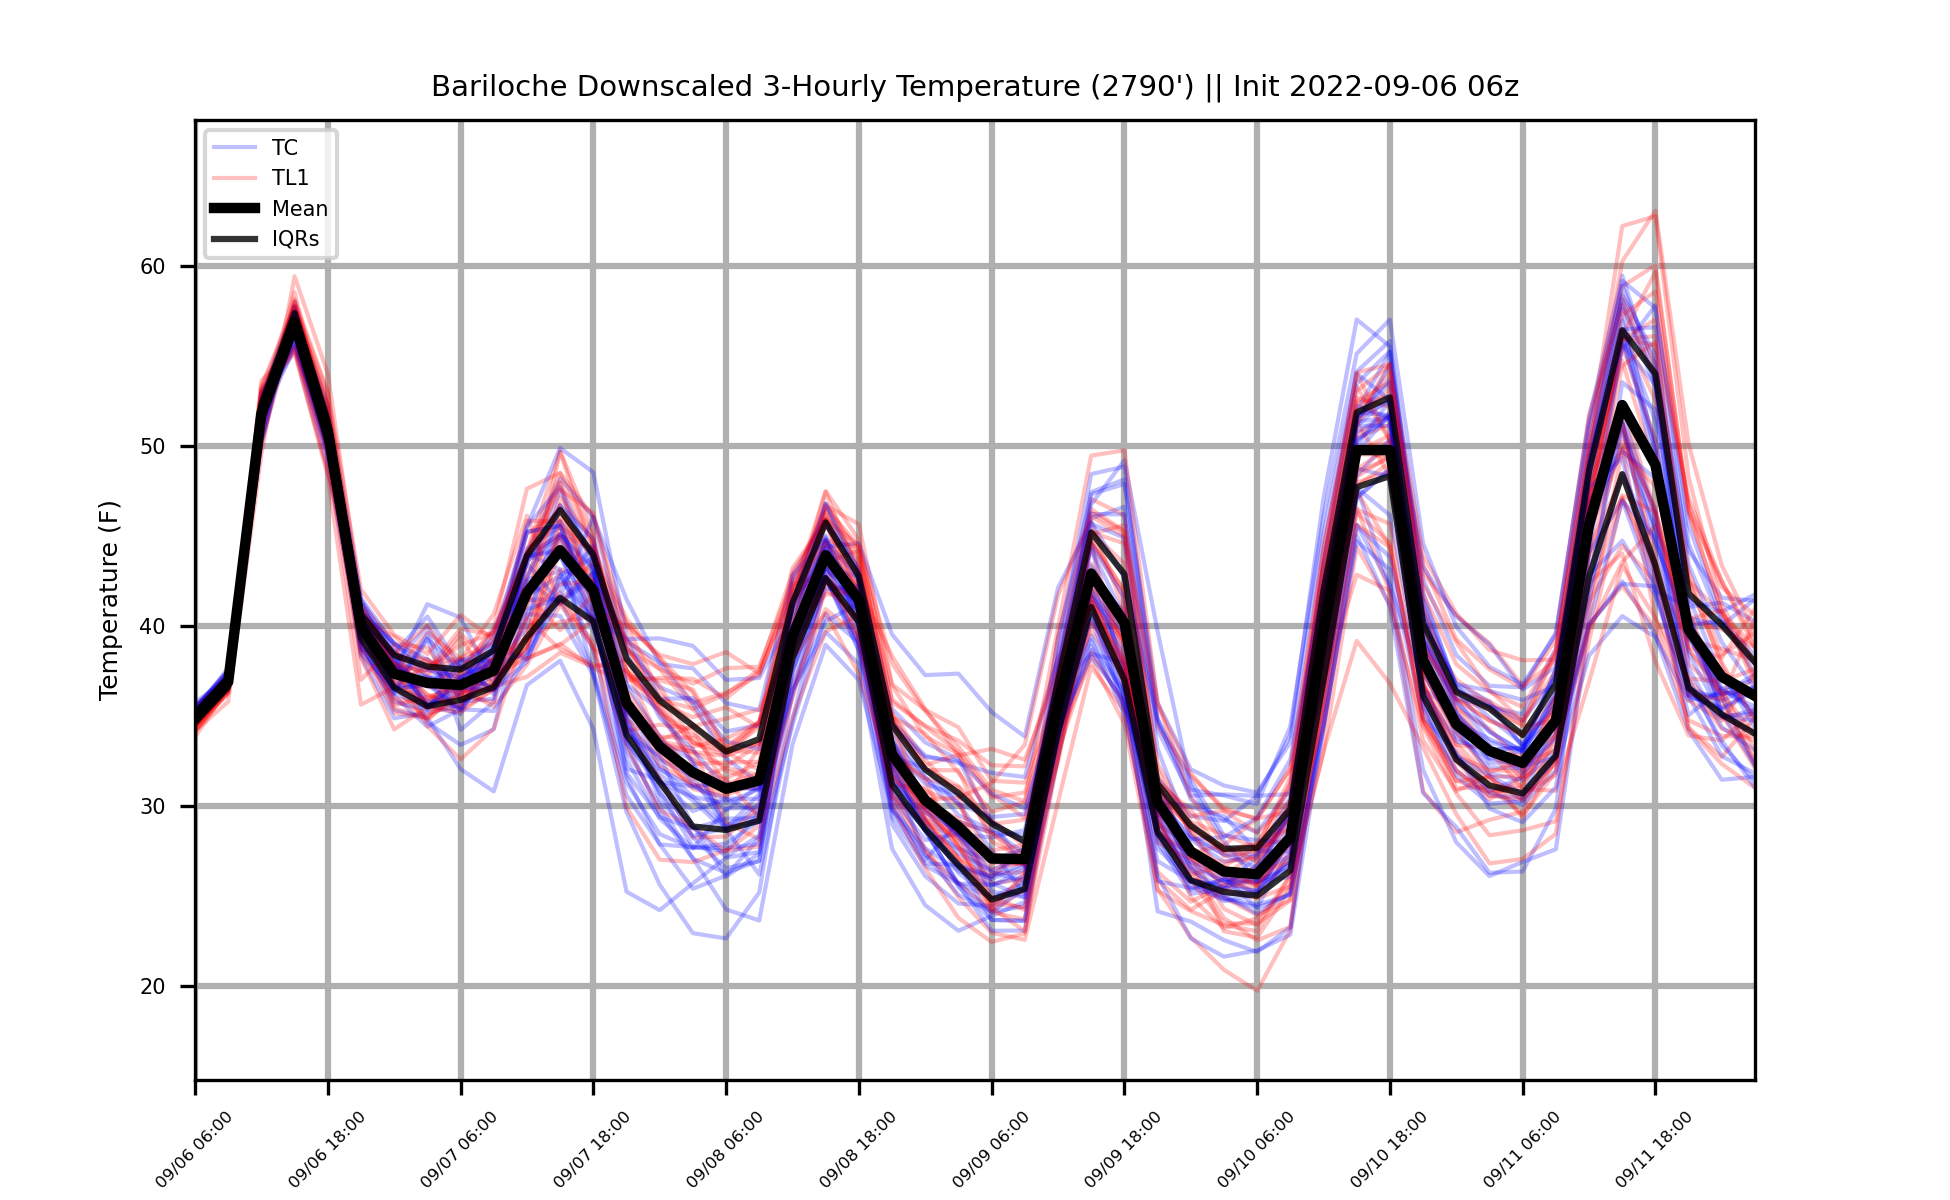 Bariloche Downscaled 3-Hourly Temperature (2790') || Init 2022-09-06 06z
TC
TL1
Mean
IQRs
Temperature (F)
60
50
40
30
20
09/06 06:00
09/06 18:00
09/07 06:00
09/07 18:00
09/08 06:00
09/08 18:00
09/09 06:00
09/09 18:00
09/10 06:00
09/10 18:00
09/11 06:00
09/11 18:00